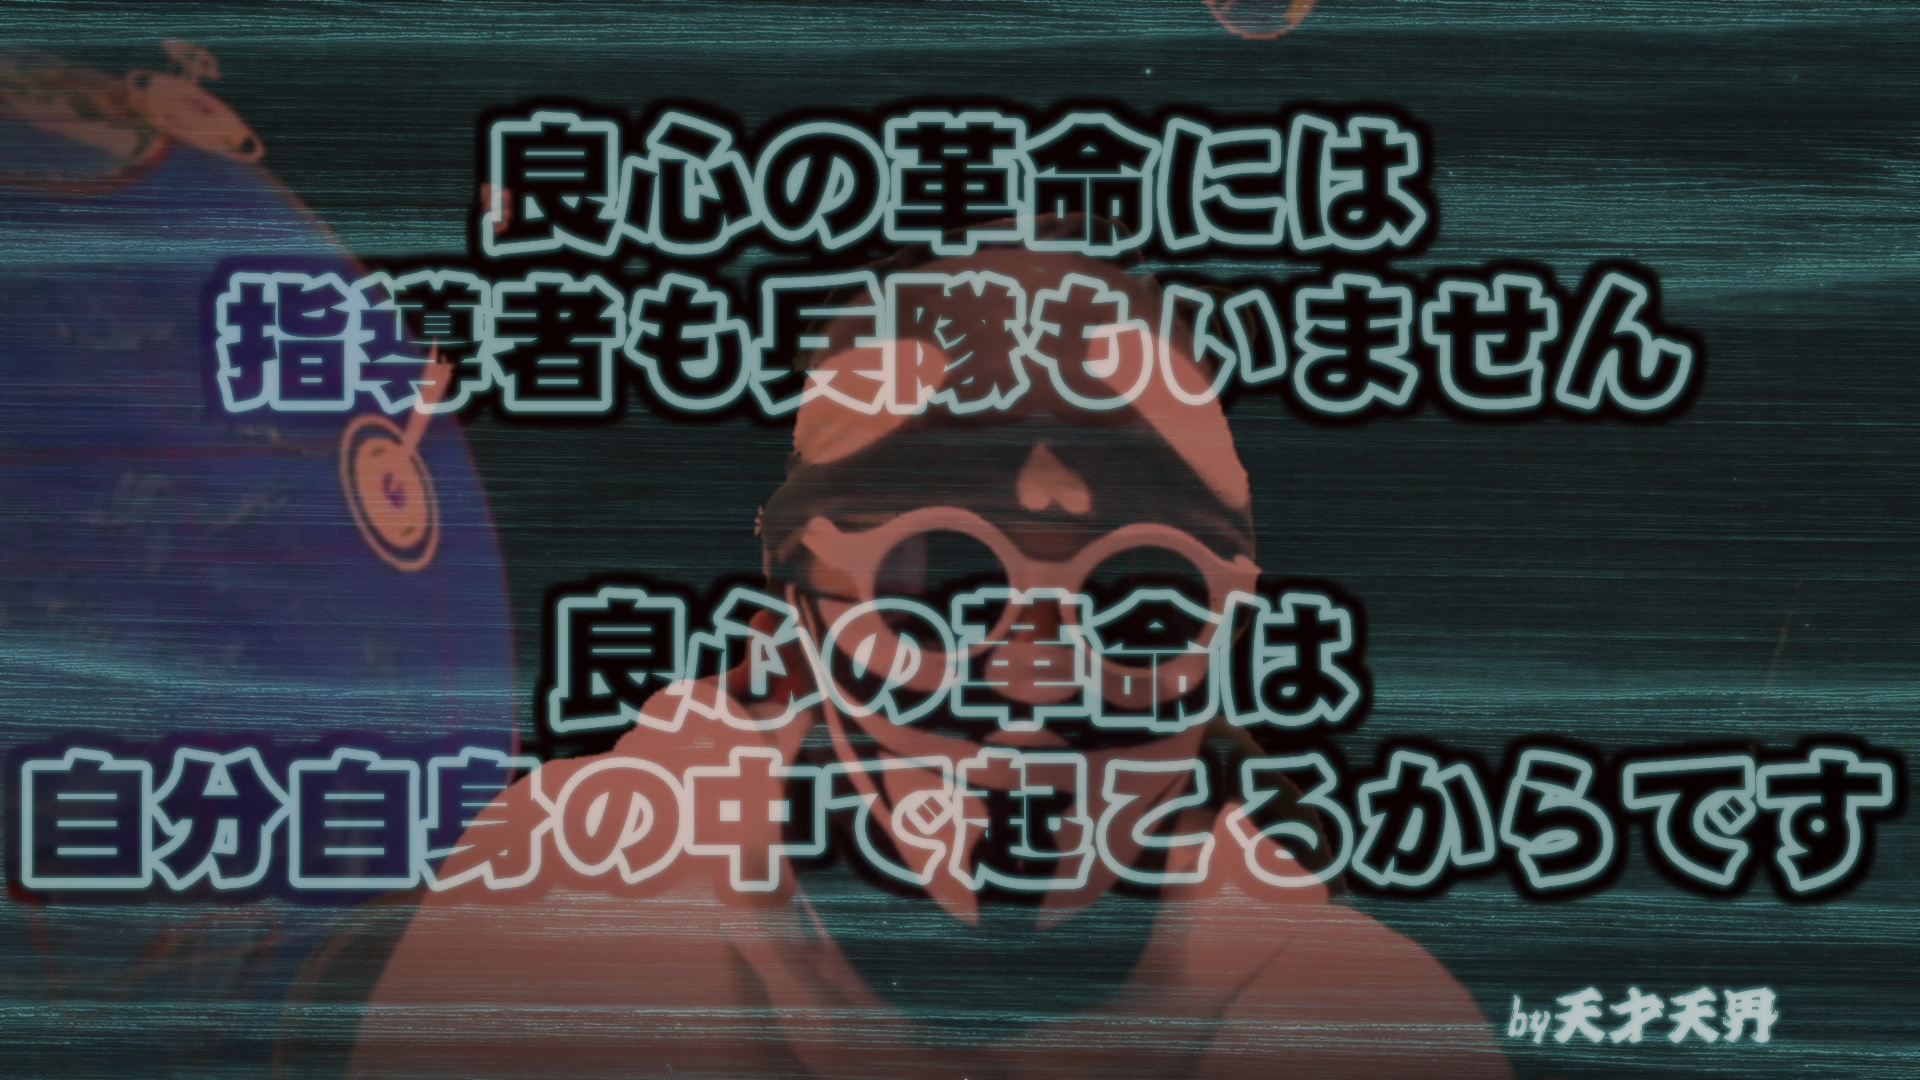 良心の革命には
指導者も兵隊もいません
良心の革命は
自分自身の中で起こるからです
by天才天昇